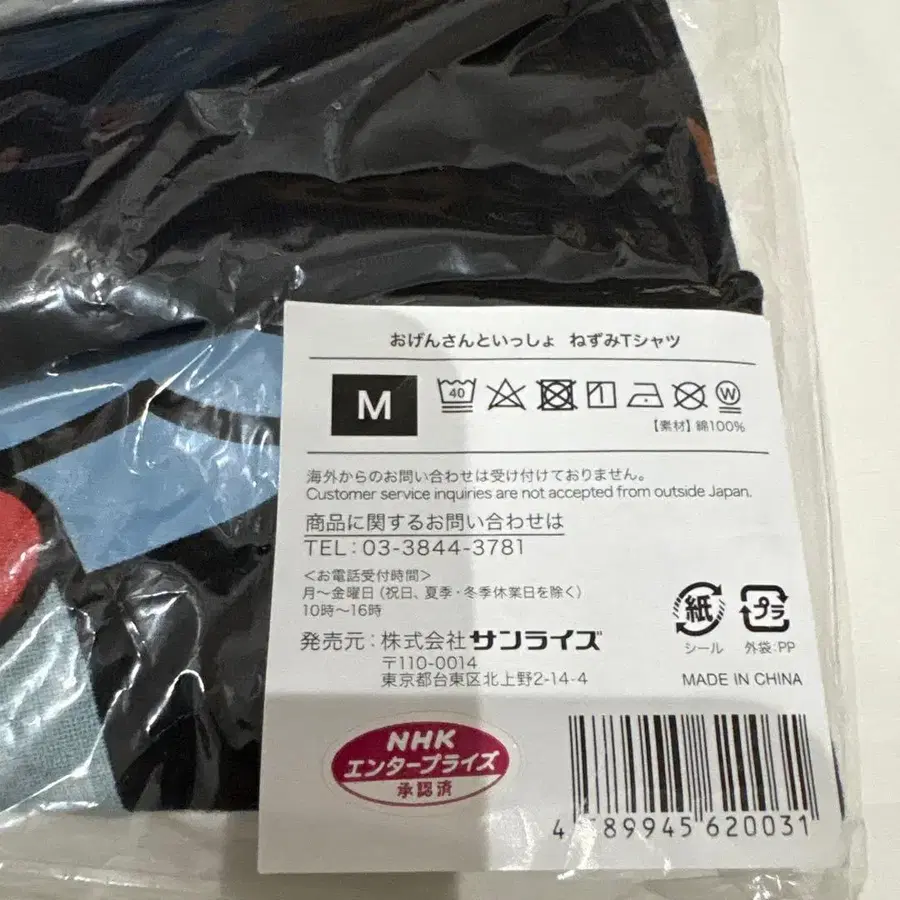 おげんさんといっしょ ねずみTシャツ
M
40
W
【素材】綿100%
海外からのお問い合わせは受け付けておりません。
Customer service inquiries are not accepted from outside Japan.
商品に関するお問い合わせは
TEL：03-3844-3781
＜お電話受付時間＞
月～金曜日（祝日、夏季・冬季休業日を除く）
10時～16時
発売元：株式会社サンライズ
〒110-0014
東京都台東区北上野2-14-4
紙
プラ
シール
外袋：PP
MADE IN CHINA
NHK
エンタープライズ
承認済
4 589945 620031